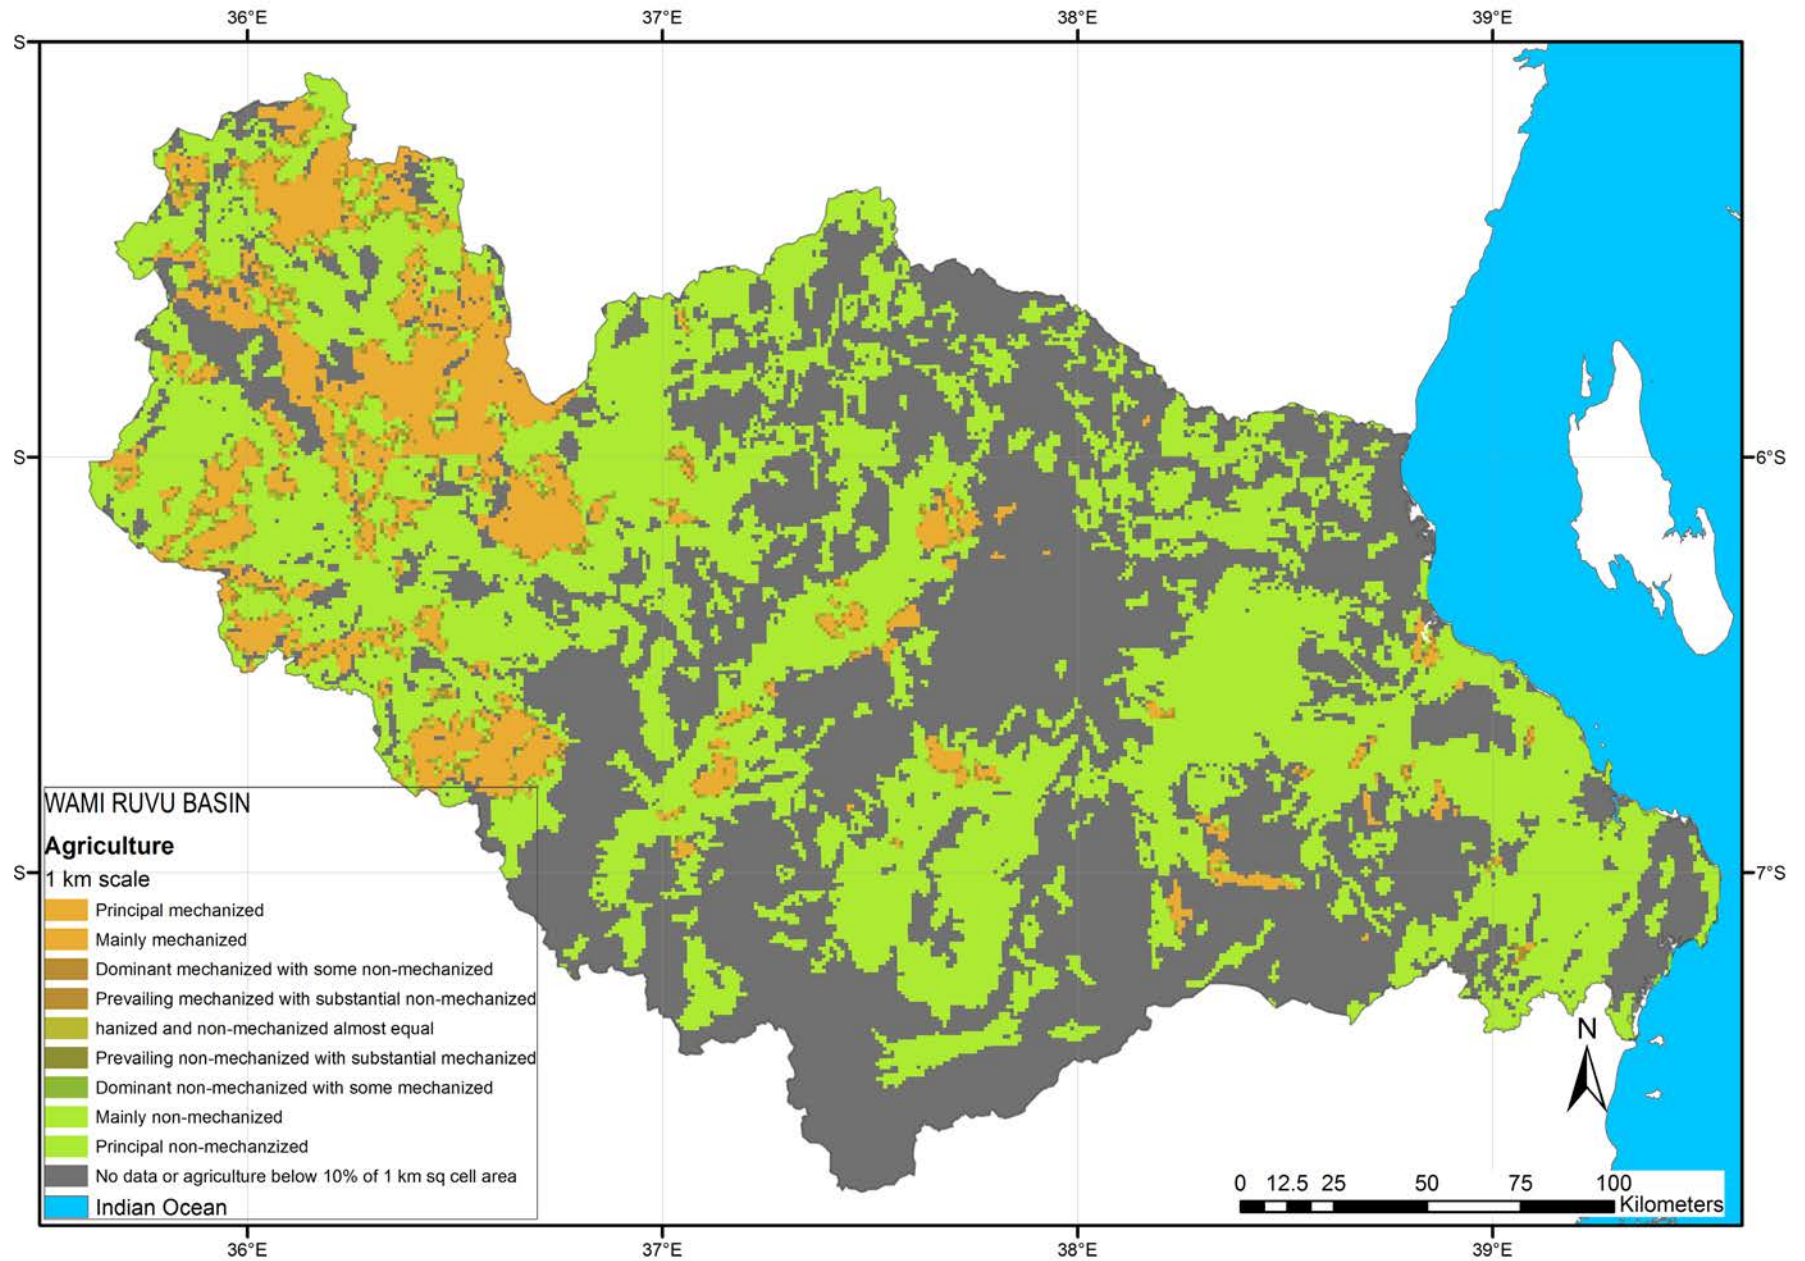 36°E 37°E 38°E 39°E
S
S 6°S
S 7°S
WAMI RUVU BASIN
Agriculture
1 km scale
Principal mechanized
Mainly mechanized
Dominant mechanized with some non-mechanized
Prevailing mechanized with substantial non-mechanized
hanized and non-mechanized almost equal
Prevailing non-mechanized with substantial mechanized
Dominant non-mechanized with some mechanized
Mainly non-mechanized
Principal non-mechanzized
No data or agriculture below 10% of 1 km sq cell area
Indian Ocean
N
0 12.5 25 50 75 100
Kilometers
36°E 37°E 38°E 39°E